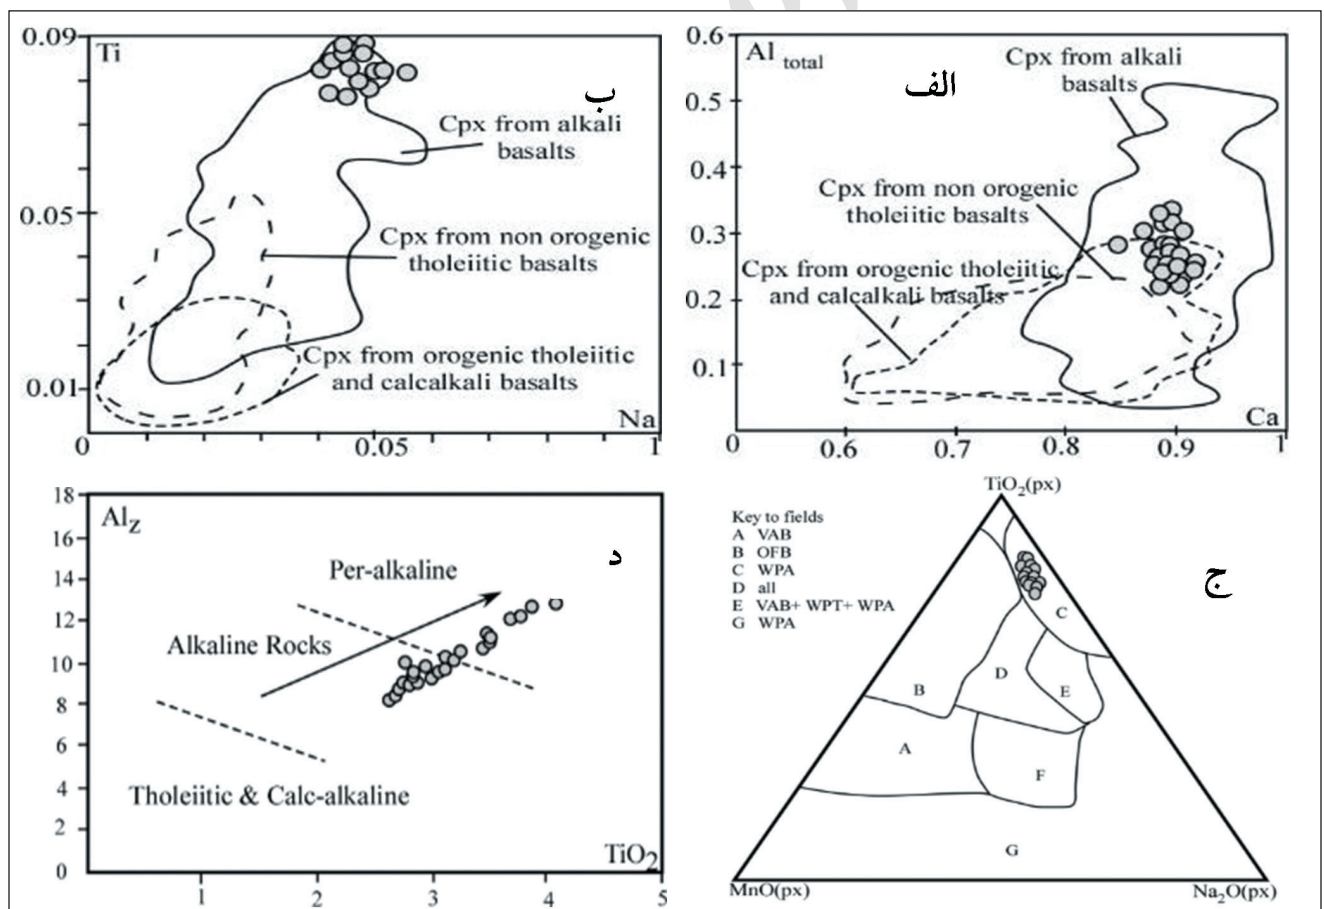 0.09
Ti
ب
Cpx from alkali
basalts
0.05
Cpx from non orogenic
tholeiitic basalts
Cpx from orogenic tholeiitic
and calcalkali basalts
0.01
Na
0
0.05
1
0.6
Al total
الف
Cpx from alkali
basalts
0.5
0.4
Cpx from non orogenic
tholeiitic basalts
0.3
Cpx from orogenic tholeiitic
and calcalkali basalts
0.2
0.1
Ca
0
0.6
0.7
0.8
0.9
1
18
Alz
16
د
Per-alkaline
14
12
Alkaline Rocks
10
8
6
Tholeiitic & Calc-alkaline
4
2
TiO2
0
1
2
3
4
5
TiO2(px)
Key to fields
A VAB
B OFB
C WPA
D all
E VAB+ WPT+ WPA
G WPA
ج
C
D
B
E
A
F
G
MnO(px)
Na2O(px)